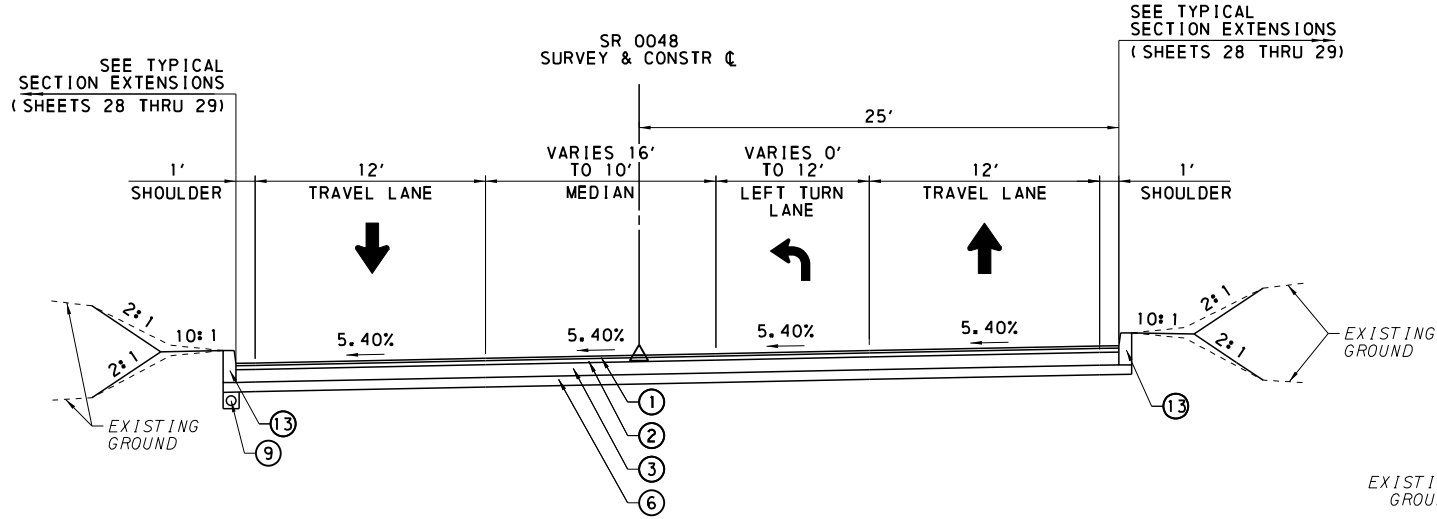 SEE TYPICAL
SECTION EXTENSIONS
(SHEETS 28 THRU 29)
SR 0048
SURVEY & CONSTR ℄
SEE TYPICAL
SECTION EXTENSIONS
(SHEETS 28 THRU 29)
25'
1'
SHOULDER
12'
TRAVEL LANE
VARIES 16'
TO 10'
MEDIAN
VARIES 0'
TO 12'
LEFT TURN
LANE
12'
TRAVEL LANE
1'
SHOULDER
2:1
10:1
2:1
5.40%
5.40%
5.40%
5.40%
10:1
2:1
2:1
EXISTING
GROUND
EXISTING
GROUND
13
9
1
2
3
6
13
EXISTI
GROU